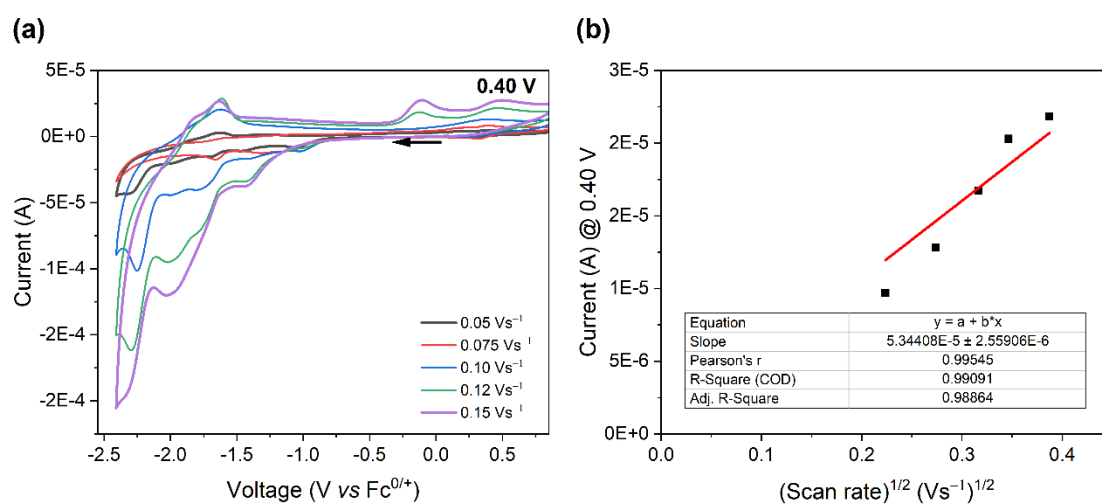 (a)
0.40 V
5E-5
0E+0
-5E-5
-1E-4
-2E-4
-2E-4
Current (A)
-2.5 -2.0 -1.5 -1.0 -0.5 0.0 0.5
Voltage (V vs Fc⁰/⁺)
0.05 Vs⁻¹
0.075 Vs⁻¹
0.10 Vs⁻¹
0.12 Vs⁻¹
0.15 Vs⁻¹
(b)
3E-5
2E-5
2E-5
1E-5
5E-6
0E+0
Current (A) @ 0.40 V
Equation y = a + b*x
Slope 5.34408E-5 ± 2.55906E-6
Pearson's r 0.99545
R-Square (COD) 0.99091
Adj. R-Square 0.98864
0.0 0.1 0.2 0.3 0.4
(Scan rate)¹/² (Vs⁻¹)¹/²